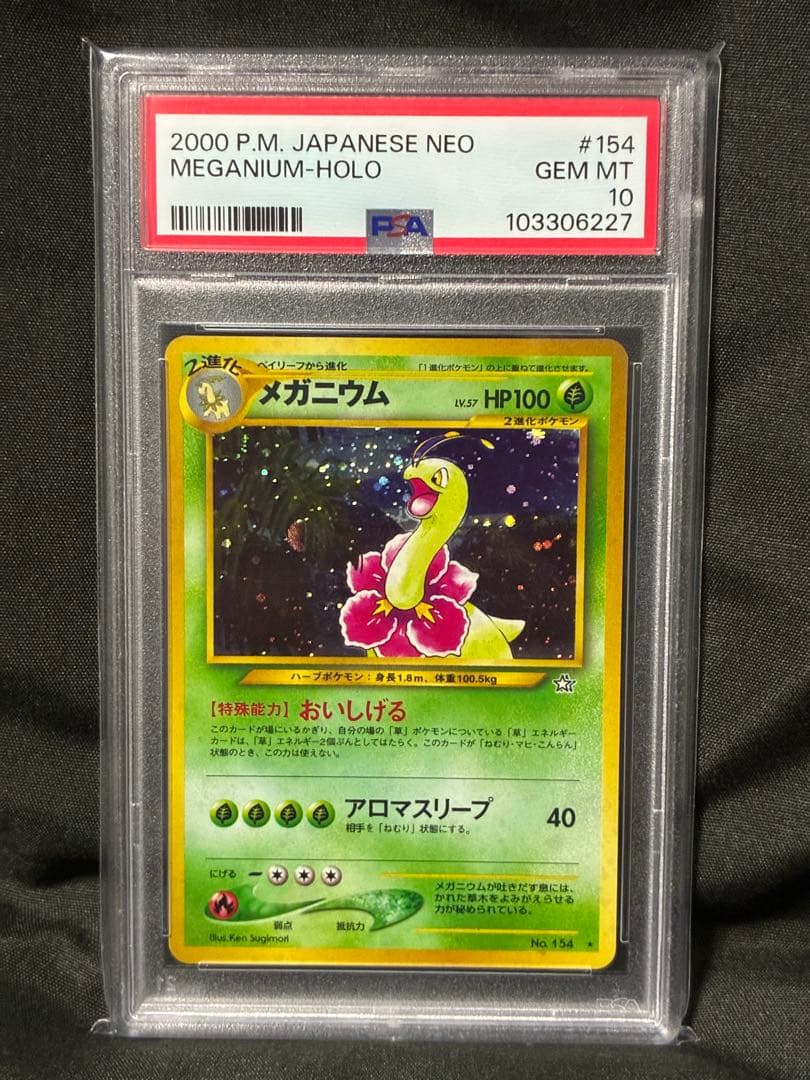 2000 P.M. JAPANESE NEO #154
MEGANIUM-HOLO GEM MT
10
PSA 103306227
2進化 ベイリーフから進化 「1進化ポケモン」の上に重ねて進化させます。
メガニウム LV.57 HP100
2進化ポケモン
ハーブポケモン:身長1.8m、体重100.5kg
【特殊能力】 おいしげる
このカードが場にいるかぎり、自分の場の「草」ポケモンについている「草」エネルギー
カードは、「草」エネルギー2個ぶんとしてはたらく。このカードが「ねむり・マヒ・こんらん」
状態のとき、この力は使えない。
アロマスリープ 40
相手を「ねむり」状態にする。
にげる
弱点 抵抗力
メガニウムが吐きだす息には、
かれた草木をよみがえらせる
力が秘められている。
Illus. Ken Sugimori No. 154 ★
PSA